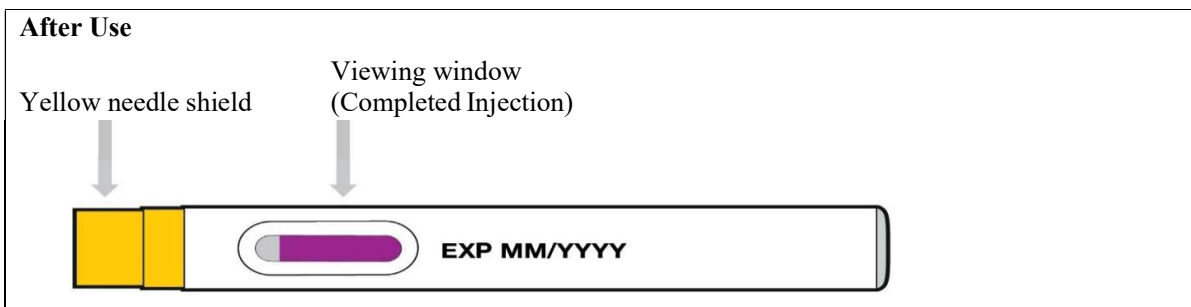 After Use
Viewing window
Yellow needle shield
(Completed Injection)
EXP MM/YYYY